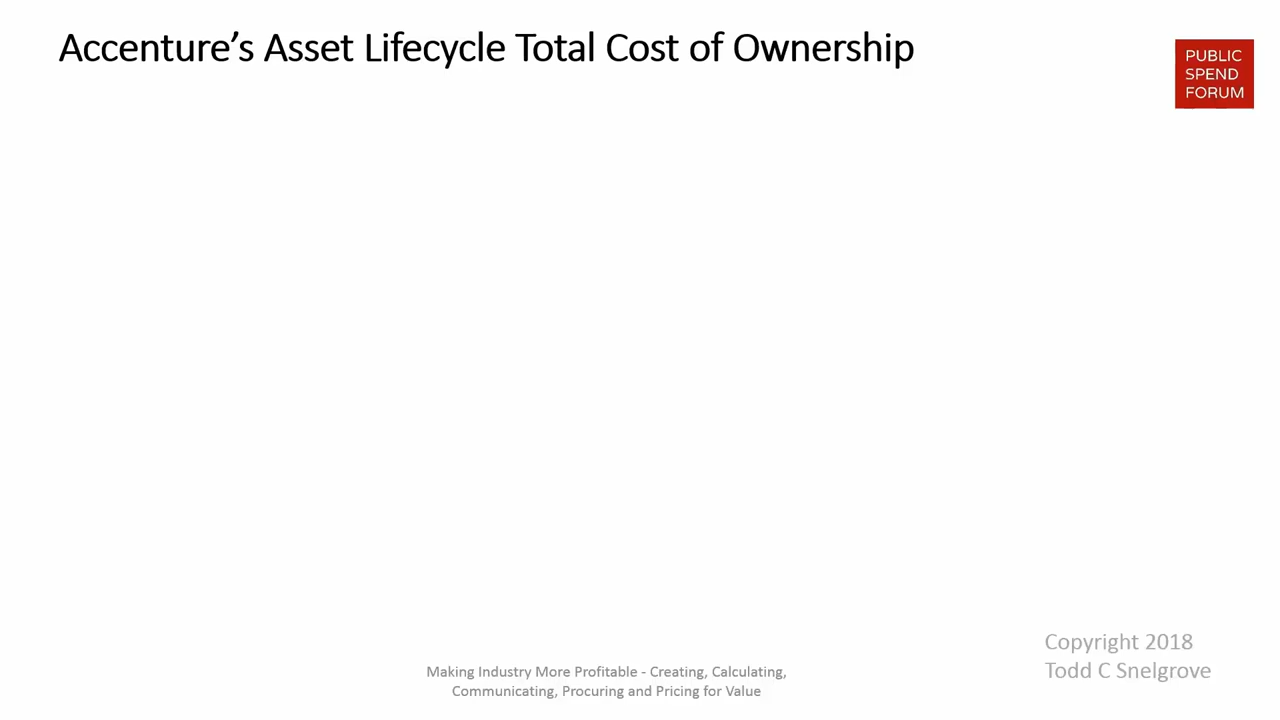 Accenture’s Asset Lifecycle Total Cost of Ownership
PUBLIC
SPEND
FORUM
Copyright 2018
Todd C Snelgrove
Making Industry More Profitable - Creating, Calculating,
Communicating, Procuring and Pricing for Value